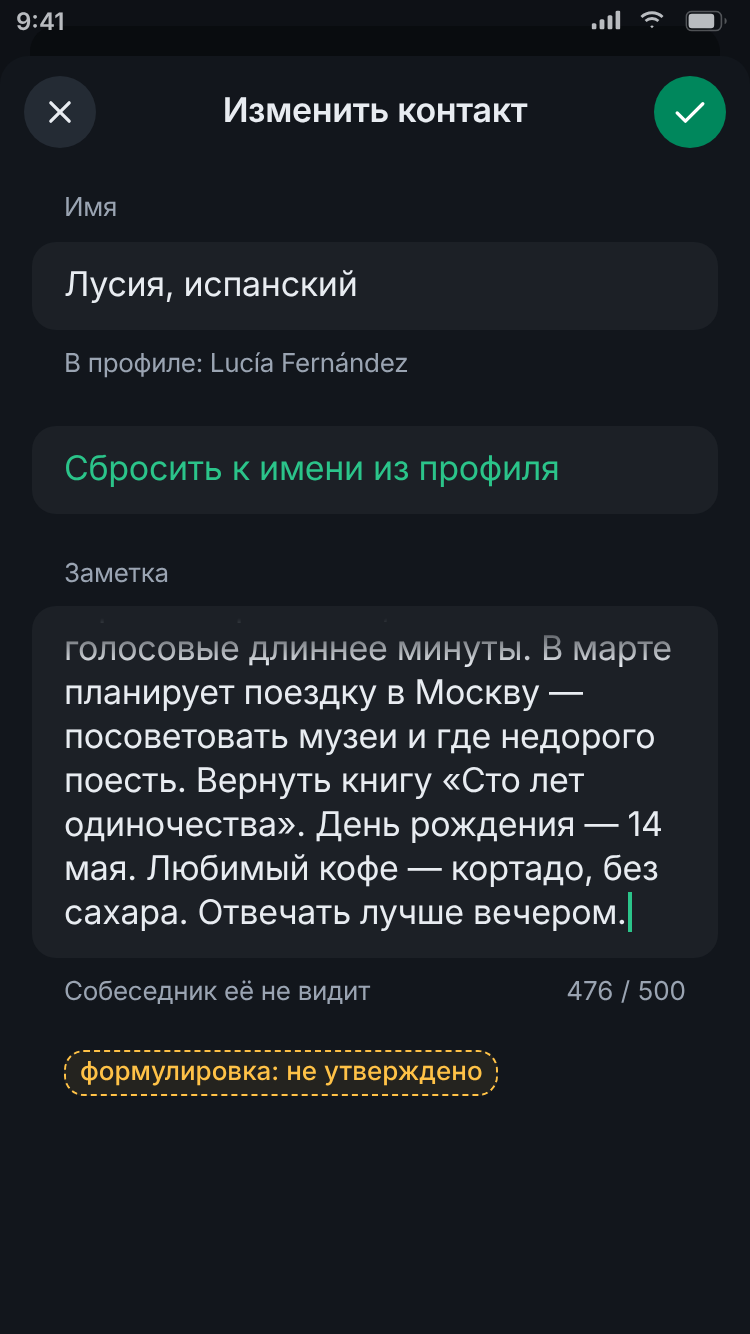 9:41
Изменить контакт
Имя
Лусия, испанский
В профиле: Lucía Fernández
Сбросить к имени из профиля
Заметка
голосовые длиннее минуты. В марте
планирует поездку в Москву —
посоветовать музеи и где недорого
поесть. Вернуть книгу «Сто лет
одиночества». День рождения — 14
мая. Любимый кофе — кортадо, без
сахара. Отвечать лучше вечером.
Собеседник её не видит
476 / 500
формулировка: не утверждено